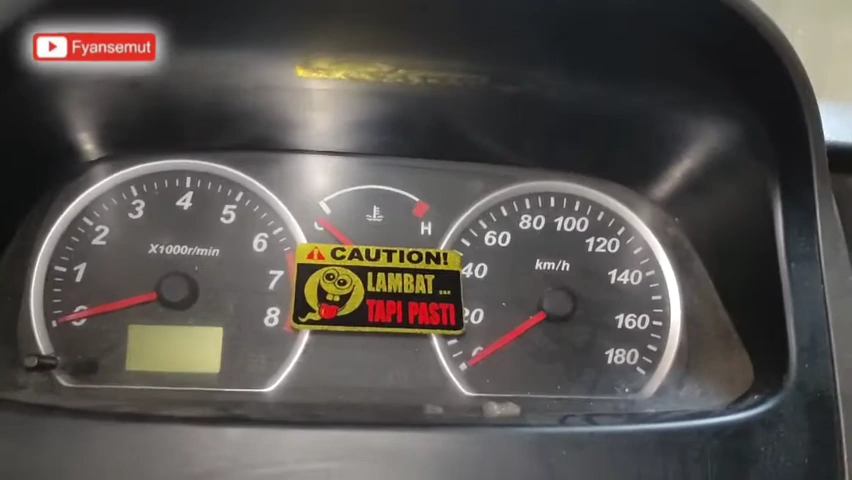 Fyansemut
0
1
2
3
4
5
6
7
8
X1000r/min
H
CAUTION!
LAMBAT ...
TAPI PASTI
20
40
60
80
100
120
140
160
180
km/h